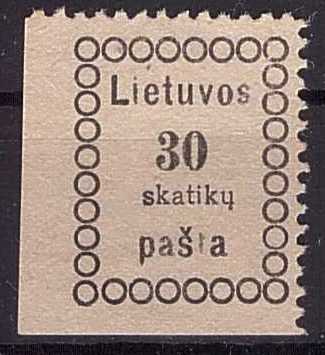 Lietuvos
30
skatikų
pašta